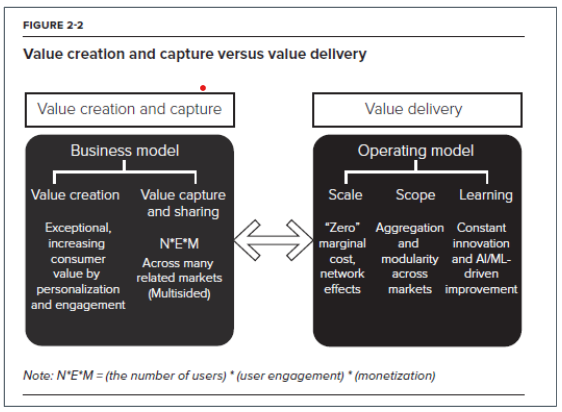 FIGURE 2-2
Value creation and capture versus value delivery
Value creation and capture
Business model
Value creation
Exceptional,
increasing
consumer
value by
personalization
and engagement
Value capture
and sharing
N*E*M
Across many
related markets
(Multisided)
Value delivery
Operating model
Scale
"Zero"
marginal
cost,
network
effects
Scope
Aggregation
and
modularity
across
markets
Learning
Constant
innovation
and AI/ML-
driven
improvement
Note: N*E*M = (the number of users) * (user engagement) * (monetization)